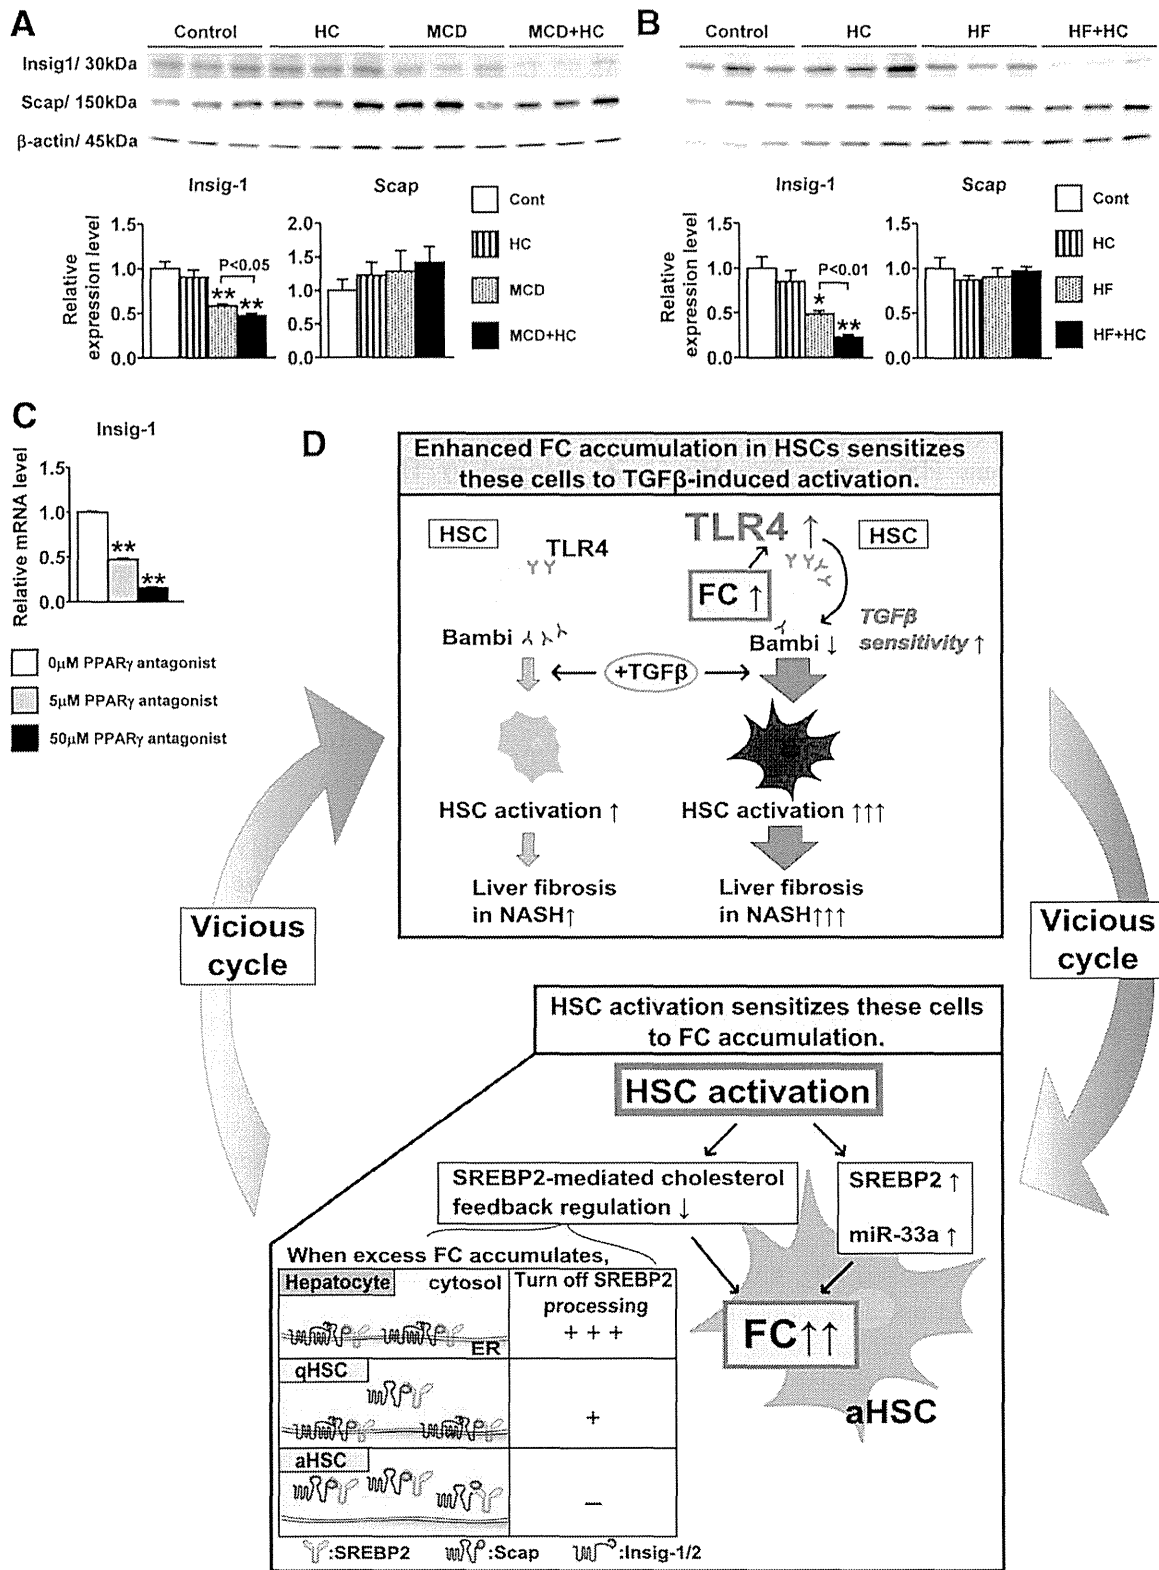 A
Control HC MCD MCD+HC
Insig1/ 30kDa
Scap/ 150kDa
β-actin/ 45kDa
Insig-1
Scap
Relative
expression level
1.5
1.0
0.5
0.0
P<0.05
** **
2.0
1.5
1.0
0.5
0.0
Cont
HC
MCD
MCD+HC
B
Control HC HF HF+HC
Insig-1
Scap
Relative
expression level
1.5
1.0
0.5
0.0
P<0.01
* **
1.5
1.0
0.5
0.0
Cont
HC
HF
HF+HC
C
Insig-1
Relative mRNA level
1.5
1.0
0.5
0.0
** **
0μM PPARγ antagonist
5μM PPARγ antagonist
50μM PPARγ antagonist
D
Enhanced FC accumulation in HSCs sensitizes
these cells to TGFβ-induced activation.
HSC
TLR4
TLR4 ↑
HSC
FC ↑
Bambi
Bambi ↓
TGFβ
sensitivity ↑
+TGFβ
HSC activation ↑
HSC activation ↑↑↑
Liver fibrosis
in NASH↑
Liver fibrosis
in NASH↑↑↑
Vicious
cycle
Vicious
cycle
HSC activation sensitizes these cells
to FC accumulation.
HSC activation
SREBP2-mediated cholesterol
feedback regulation ↓
SREBP2 ↑
miR-33a ↑
When excess FC accumulates,
Hepatocyte cytosol
Turn off SREBP2
processing
+ + +
ER
qHSC
+
aHSC
–
FC↑↑
aHSC
:SREBP2 :Scap :Insig-1/2